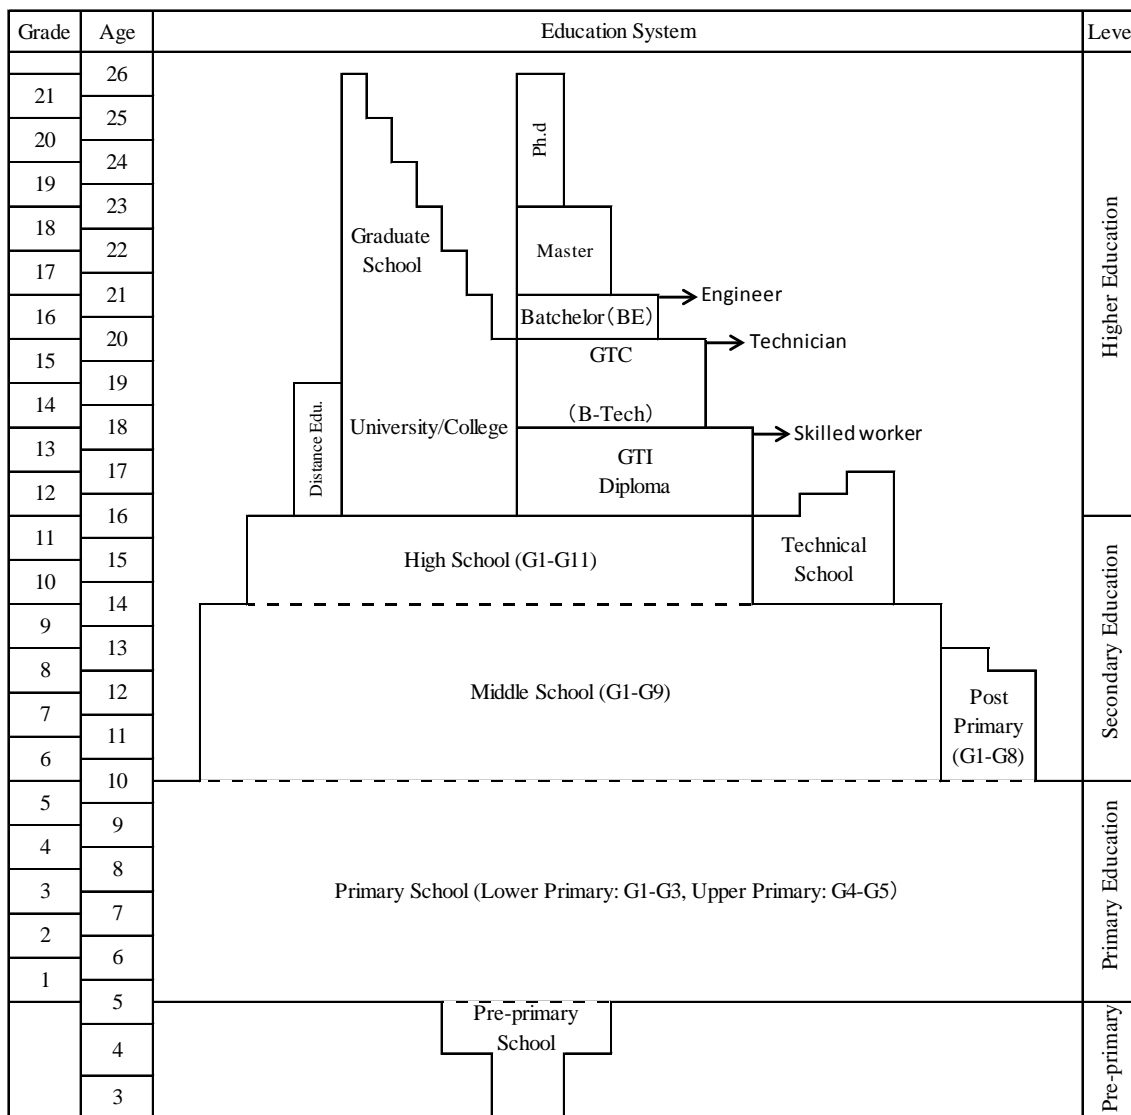 Grade Age Education System Leve
26
21
25
20
24
Ph.d
19
23
18
Graduate
School
Master
22
17
21
Engineer
16
Batchelor（BE）
20
Technician
15
GTC
19
14
（B-Tech）
18
University/College
Skilled worker
13
GTI
17
Diploma
12
Distance Edu.
16
Higher Education
11
High School (G1-G11)
Technical
School
15
10
14
9
13
8
Middle School (G1-G9)
12
7
Post
Primary
(G1-G8)
11
6
10
Secondary Education
5
9
4
8
3
Primary School (Lower Primary: G1-G3, Upper Primary: G4-G5）
7
2
6
1
Primary Education
5
Pre-primary
School
4
3
Pre-primary